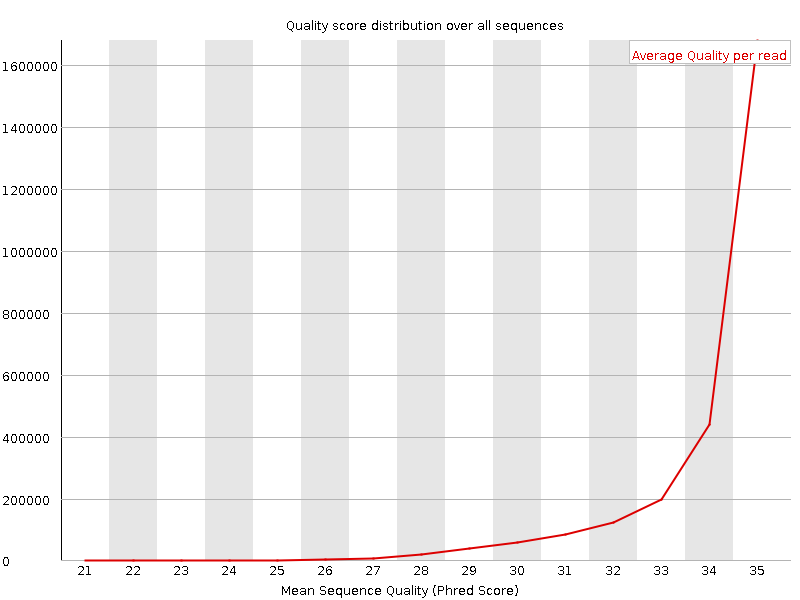 Quality score distribution over all sequences
Average Quality per read
1600000
1400000
1200000
1000000
800000
600000
400000
200000
0
21 22 23 24 25 26 27 28 29 30 31 32 33 34 35
Mean Sequence Quality (Phred Score)